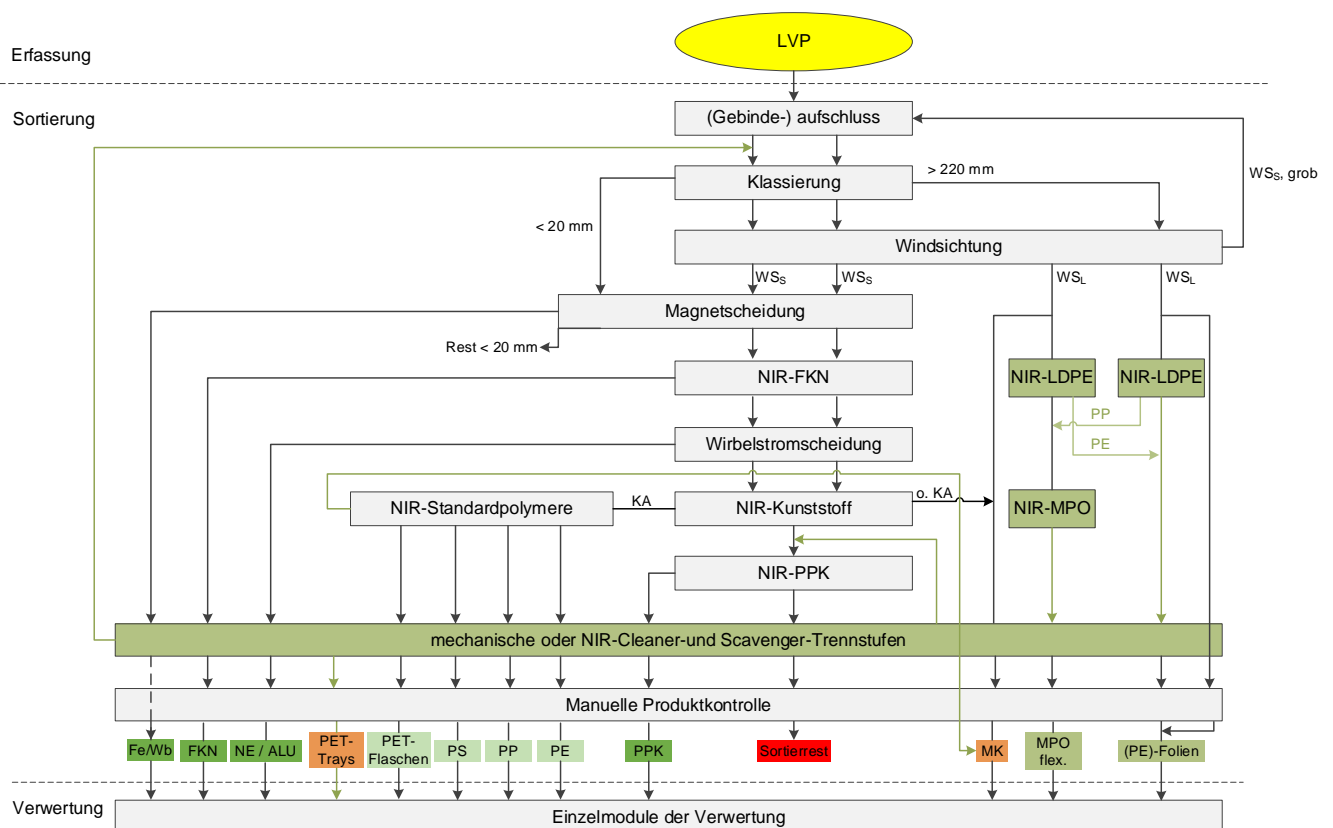 LVP
Erfassung
Sortierung
(Gebinde-) aufschluss
Klassierung
> 220 mm
WSS, grob
< 20 mm
Windsichtung
WSS
WSS
WSL
WSL
Magnetscheidung
Rest < 20 mm
NIR-FKN
NIR-LDPE
NIR-LDPE
PP
PE
Wirbelstromscheidung
NIR-Standardpolymere
KA
NIR-Kunststoff
o. KA
NIR-MPO
NIR-PPK
mechanische oder NIR-Cleaner-und Scavenger-Trennstufen
Manuelle Produktkontrolle
Fe/Wb
FKN
NE / ALU
PET-
Trays
PET-
Flaschen
PS
PP
PE
PPK
Sortierrest
MK
MPO
flex.
(PE)-Folien
Verwertung
Einzelmodule der Verwertung